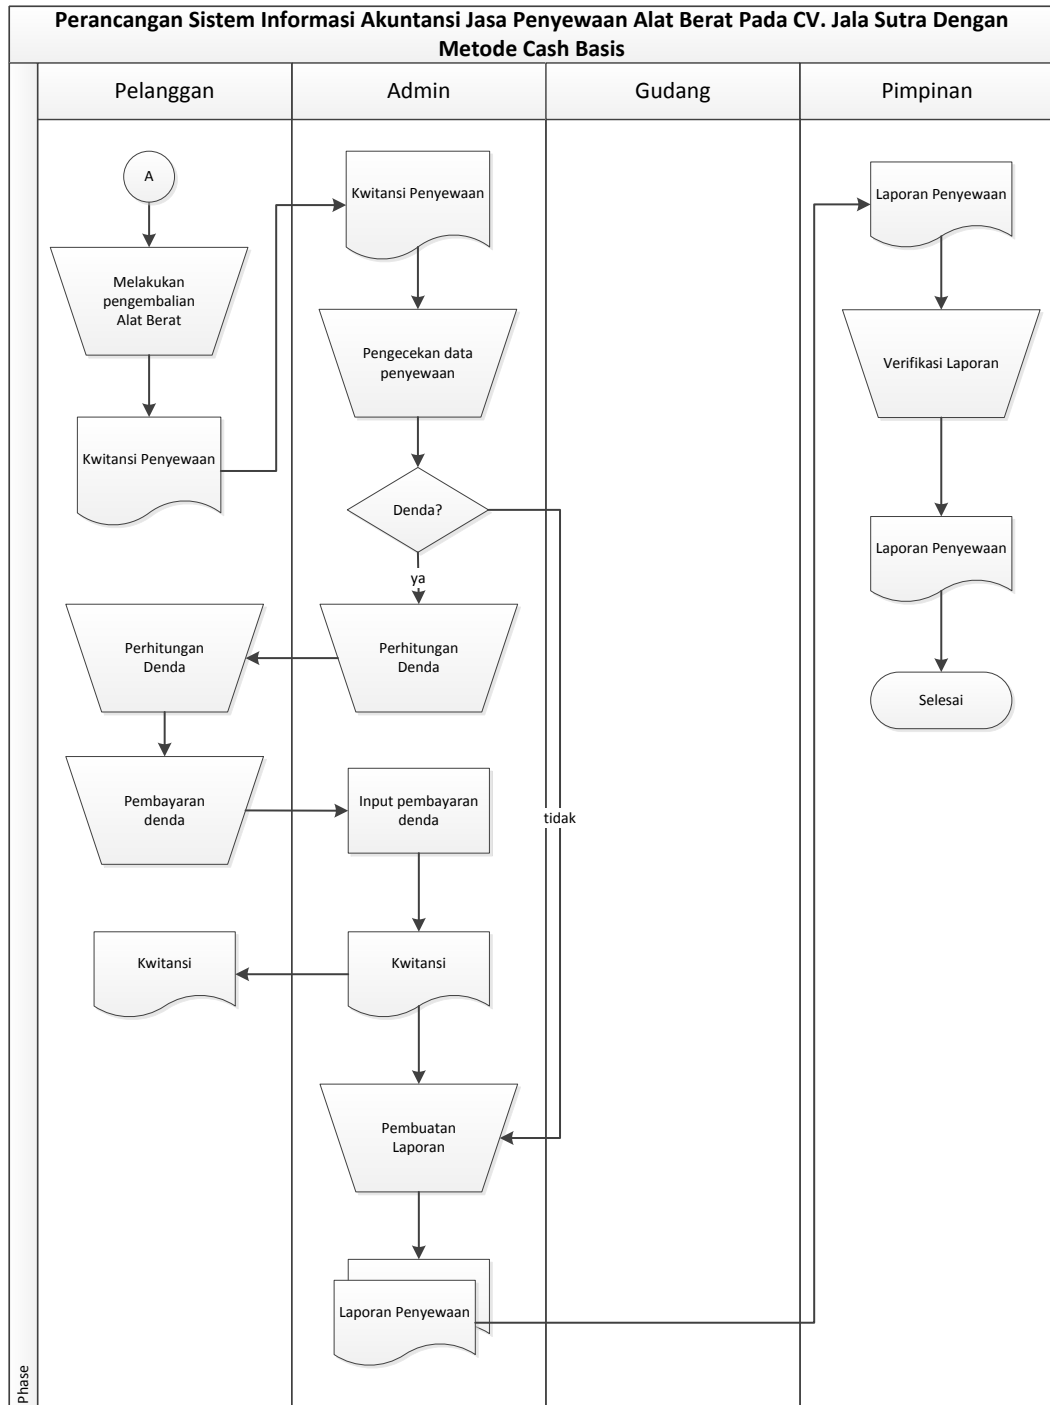 Perancangan Sistem Informasi Akuntansi Jasa Penyewaan Alat Berat Pada CV. Jala Sutra Dengan
Metode Cash Basis
Pelanggan
Admin
Gudang
Pimpinan
A
Melakukan
pengembalian
Alat Berat
Kwitansi Penyewaan
Kwitansi Penyewaan
Pengecekan data
penyewaan
Denda?
ya
tidak
Perhitungan
Denda
Perhitungan
Denda
Pembayaran
denda
Input pembayaran
denda
Kwitansi
Kwitansi
Pembuatan
Laporan
Laporan Penyewaan
Laporan Penyewaan
Verifikasi Laporan
Laporan Penyewaan
Selesai
Phase